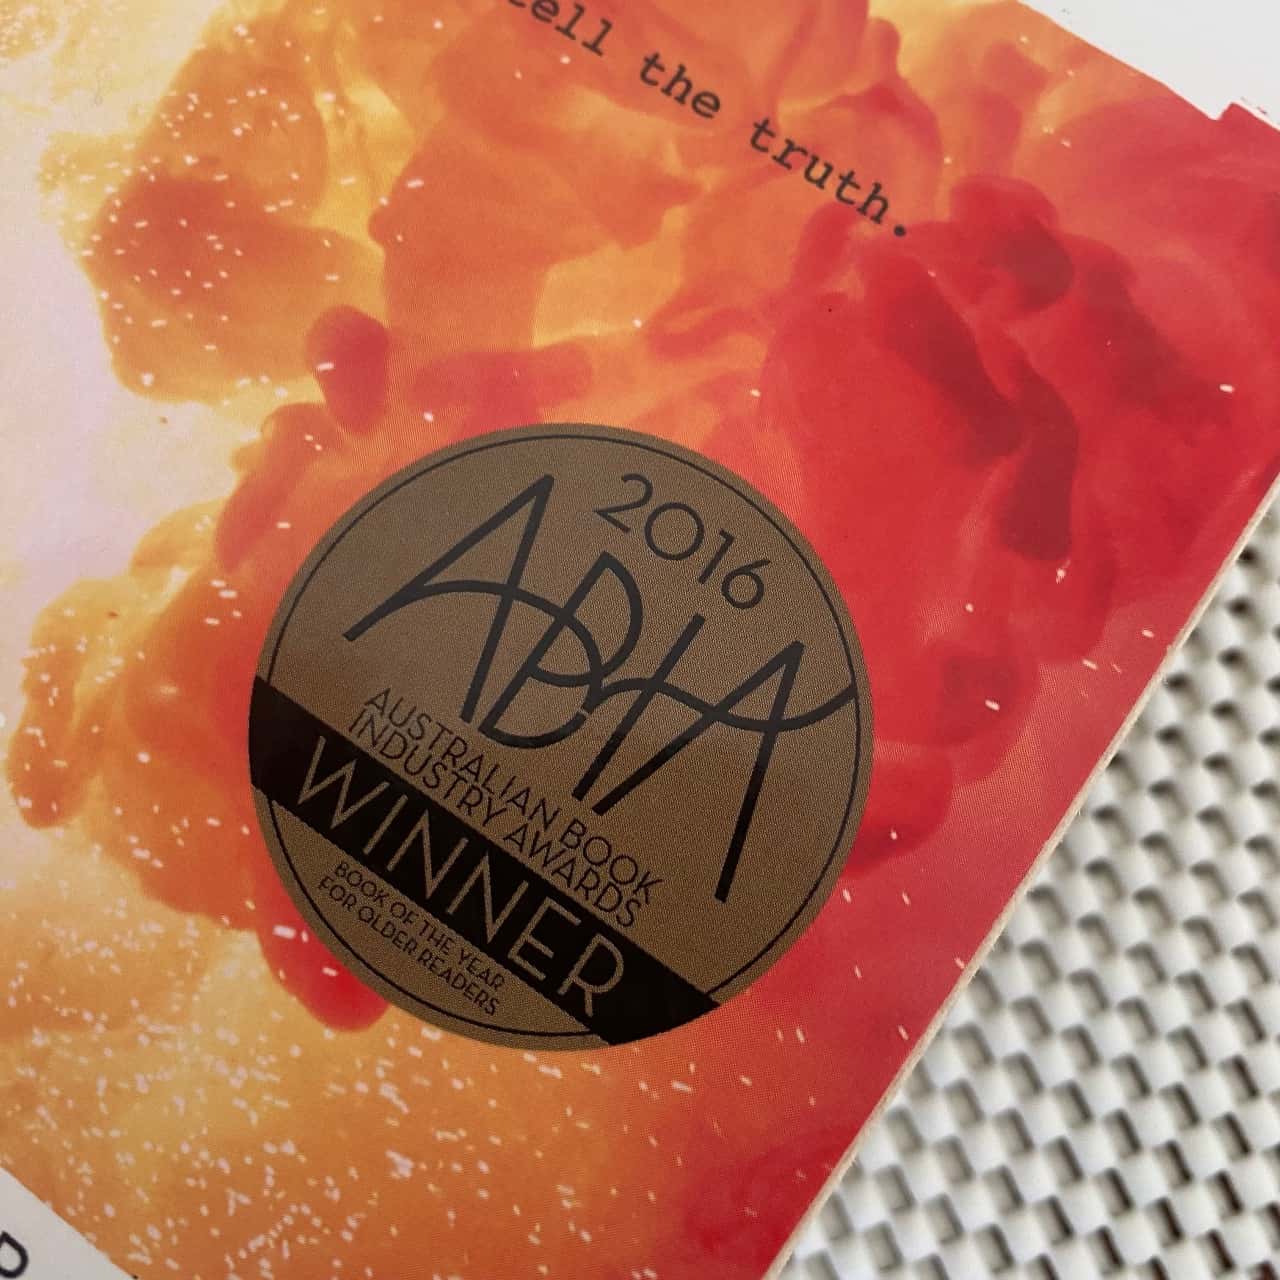 tell the truth.
2016
ABIA
AUSTRALIAN BOOK
INDUSTRY AWARDS
WINNER
BOOK OF THE YEAR
FOR OLDER READERS